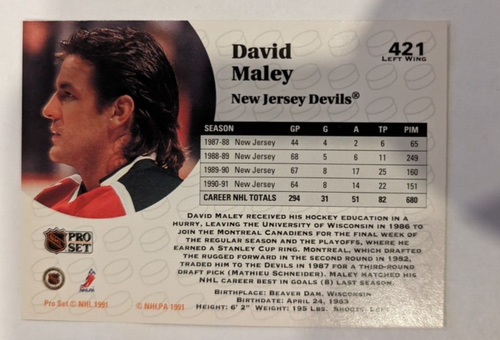 David
Maley
New Jersey Devils®
421
LEFT WING
SEASON GP G A TP PIM
1987-88 New Jersey 44 4 2 6 65
1988-89 New Jersey 68 5 6 11 249
1989-90 New Jersey 67 8 17 25 160
1990-91 New Jersey 64 8 14 22 151
CAREER NHL TOTALS 294 31 51 82 680
DAVID MALEY RECEIVED HIS HOCKEY EDUCATION IN A
HURRY, LEAVING THE UNIVERSITY OF WISCONSIN IN 1986 TO
JOIN THE MONTREAL CANADIENS FOR THE FINAL WEEK OF
THE REGULAR SEASON AND THE PLAYOFFS, WHERE HE
EARNED A STANLEY CUP RING. MONTREAL, WHICH DRAFTED
THE RUGGED FORWARD IN THE SECOND ROUND IN 1982,
TRADED HIM TO THE DEVILS IN 1987 FOR A THIRD-ROUND
DRAFT PICK (MATHIEU SCHNEIDER). MALEY MATCHED HIS
NHL CAREER BEST IN GOALS (8) LAST SEASON.
BIRTHPLACE: BEAVER DAM, WISCONSIN
BIRTHDATE: APRIL 24, 1963
HEIGHT: 6' 2" WEIGHT: 195 LBS. SHOOTS: LEFT
NHL
PRO
SET
NHL
NHLPA
Pro Set © NHL 1991
© NHLPA 1991